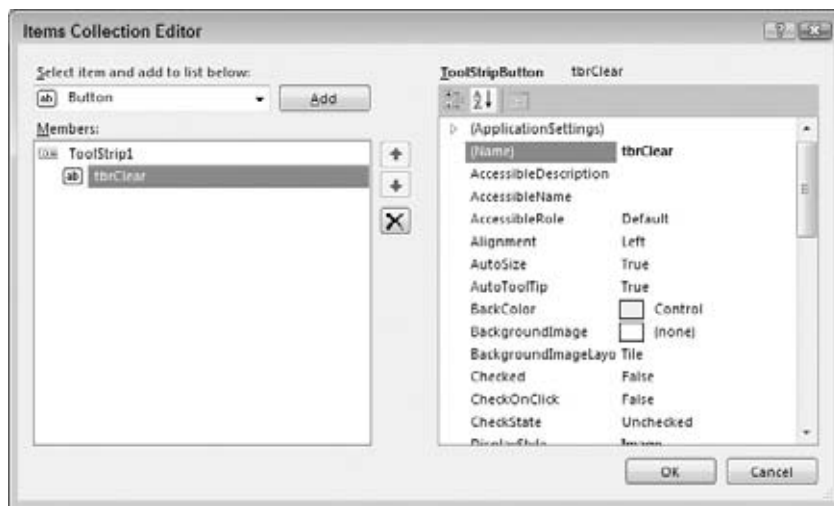 Items Collection Editor
Select item and add to list below:
Button
Add
Members:
ToolStrip1
tbrClear
ToolStripButton tbrClear
(ApplicationSettings)
(Name) tbrClear
AccessibleDescription
AccessibleName
AccessibleRole Default
Alignment Left
AutoSize True
AutoToolTip True
BackColor Control
BackgroundImage (none)
BackgroundImageLayo Tile
Checked False
CheckOnClick False
CheckState Unchecked
DisplayStyle Image
OK Cancel